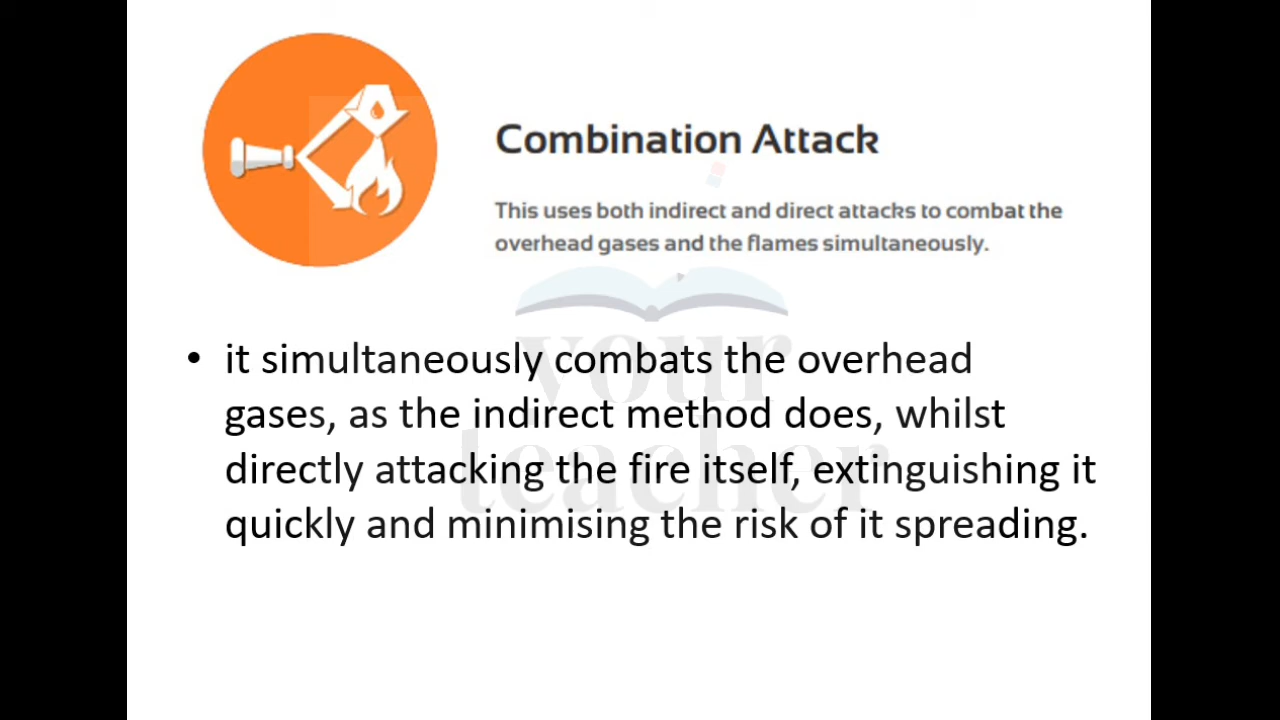 Combination Attack
This uses both indirect and direct attacks to combat the
overhead gases and the flames simultaneously.
your
teacher
• it simultaneously combats the overhead
gases, as the indirect method does, whilst
directly attacking the fire itself, extinguishing it
quickly and minimising the risk of it spreading.